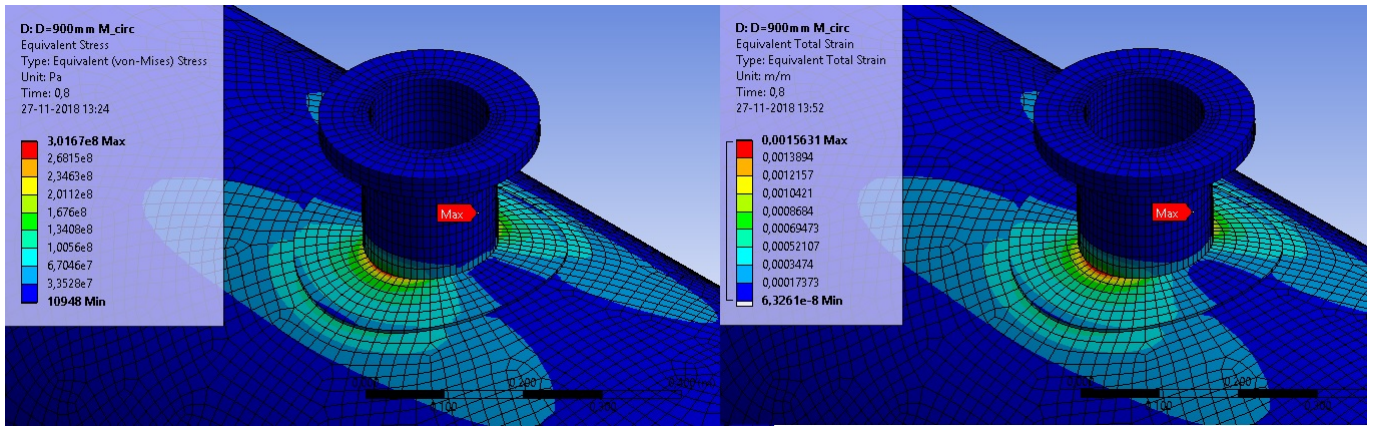 D: D=900mm M_circ
Equivalent Stress
Type: Equivalent (von-Mises) Stress
Unit: Pa
Time: 0,8
27-11-2018 13:24
3,0167e8 Max
2,6815e8
2,3463e8
2,0112e8
1,676e8
1,3408e8
1,0056e8
6,7046e7
3,3528e7
10948 Min
Max
0,200
0,100
D: D=900mm M_circ
Equivalent Total Strain
Type: Equivalent Total Strain
Unit: m/m
Time: 0,8
27-11-2018 13:52
0,0015631 Max
0,0013894
0,0012157
0,0010421
0,0008684
0,00069473
0,00052107
0,0003474
0,00017373
6,3261e-8 Min
Max
0,200
0,100